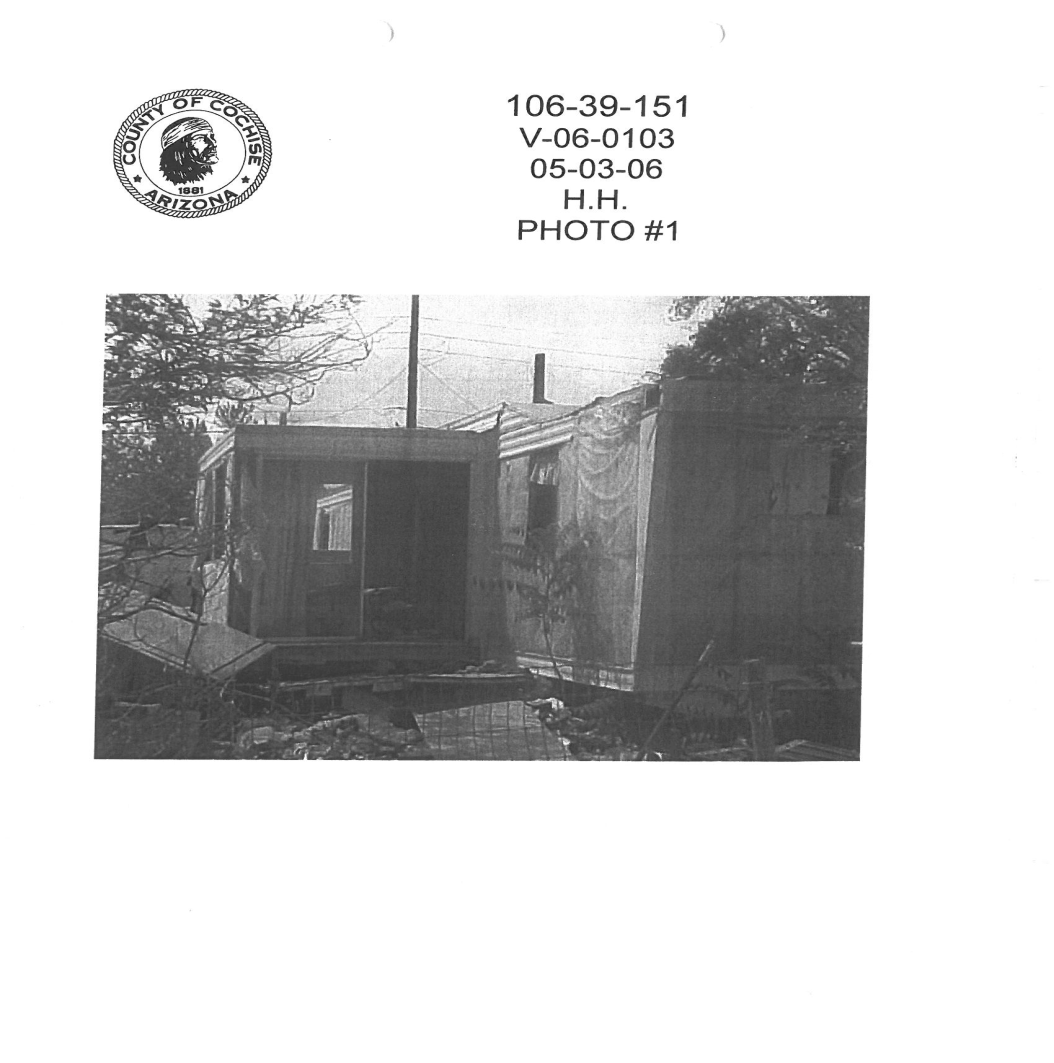 COUNTY OF COCHISE
1881
ARIZONA
106-39-151
V-06-0103
05-03-06
H.H.
PHOTO #1